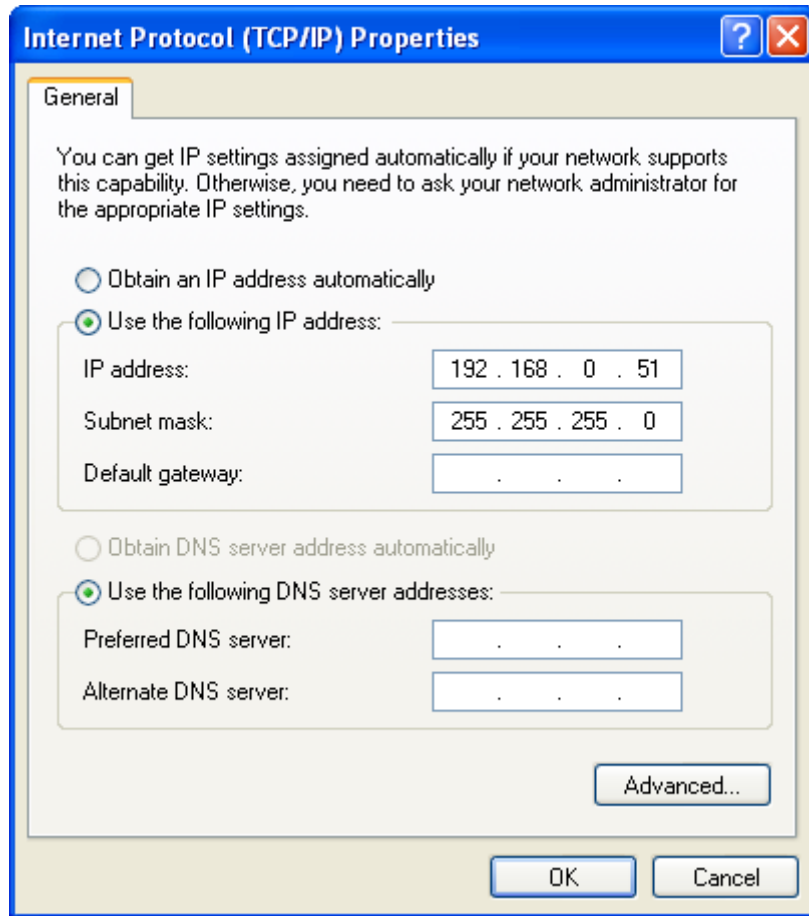 Internet Protocol (TCP/IP) Properties
General
You can get IP settings assigned automatically if your network supports
this capability. Otherwise, you need to ask your network administrator for
the appropriate IP settings.
Obtain an IP address automatically
Use the following IP address:
IP address: 192 . 168 . 0 . 51
Subnet mask: 255 . 255 . 255 . 0
Default gateway: . . .
Obtain DNS server address automatically
Use the following DNS server addresses:
Preferred DNS server: . . .
Alternate DNS server: . . .
Advanced...
OK Cancel